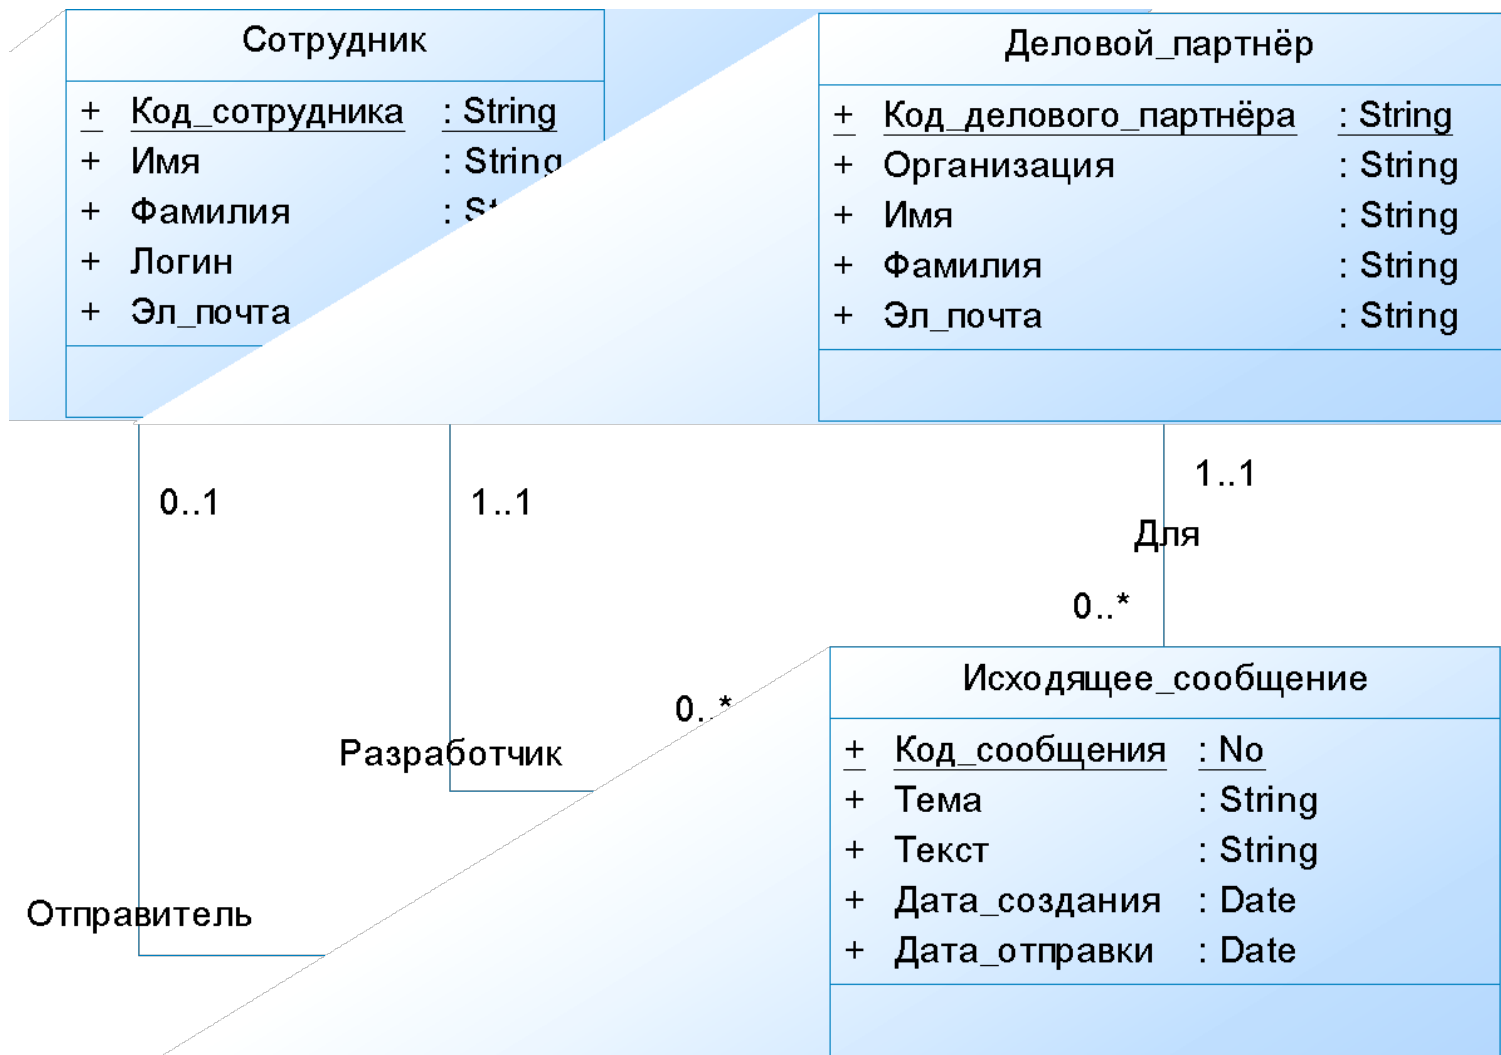 Сотрудник
+ Код_сотрудника : String
+ Имя : String
+ Фамилия :
+ Логин
+ Эл_почта
Деловой_партнёр
+ Код_делового_партнёра : String
+ Организация : String
+ Имя : String
+ Фамилия : String
+ Эл_почта : String
0..1
1..1
1..1
Для
0..*
0..*
Разработчик
Отправитель
Исходящее_сообщение
+ Код_сообщения : No
+ Тема : String
+ Текст : String
+ Дата_создания : Date
+ Дата_отправки : Date